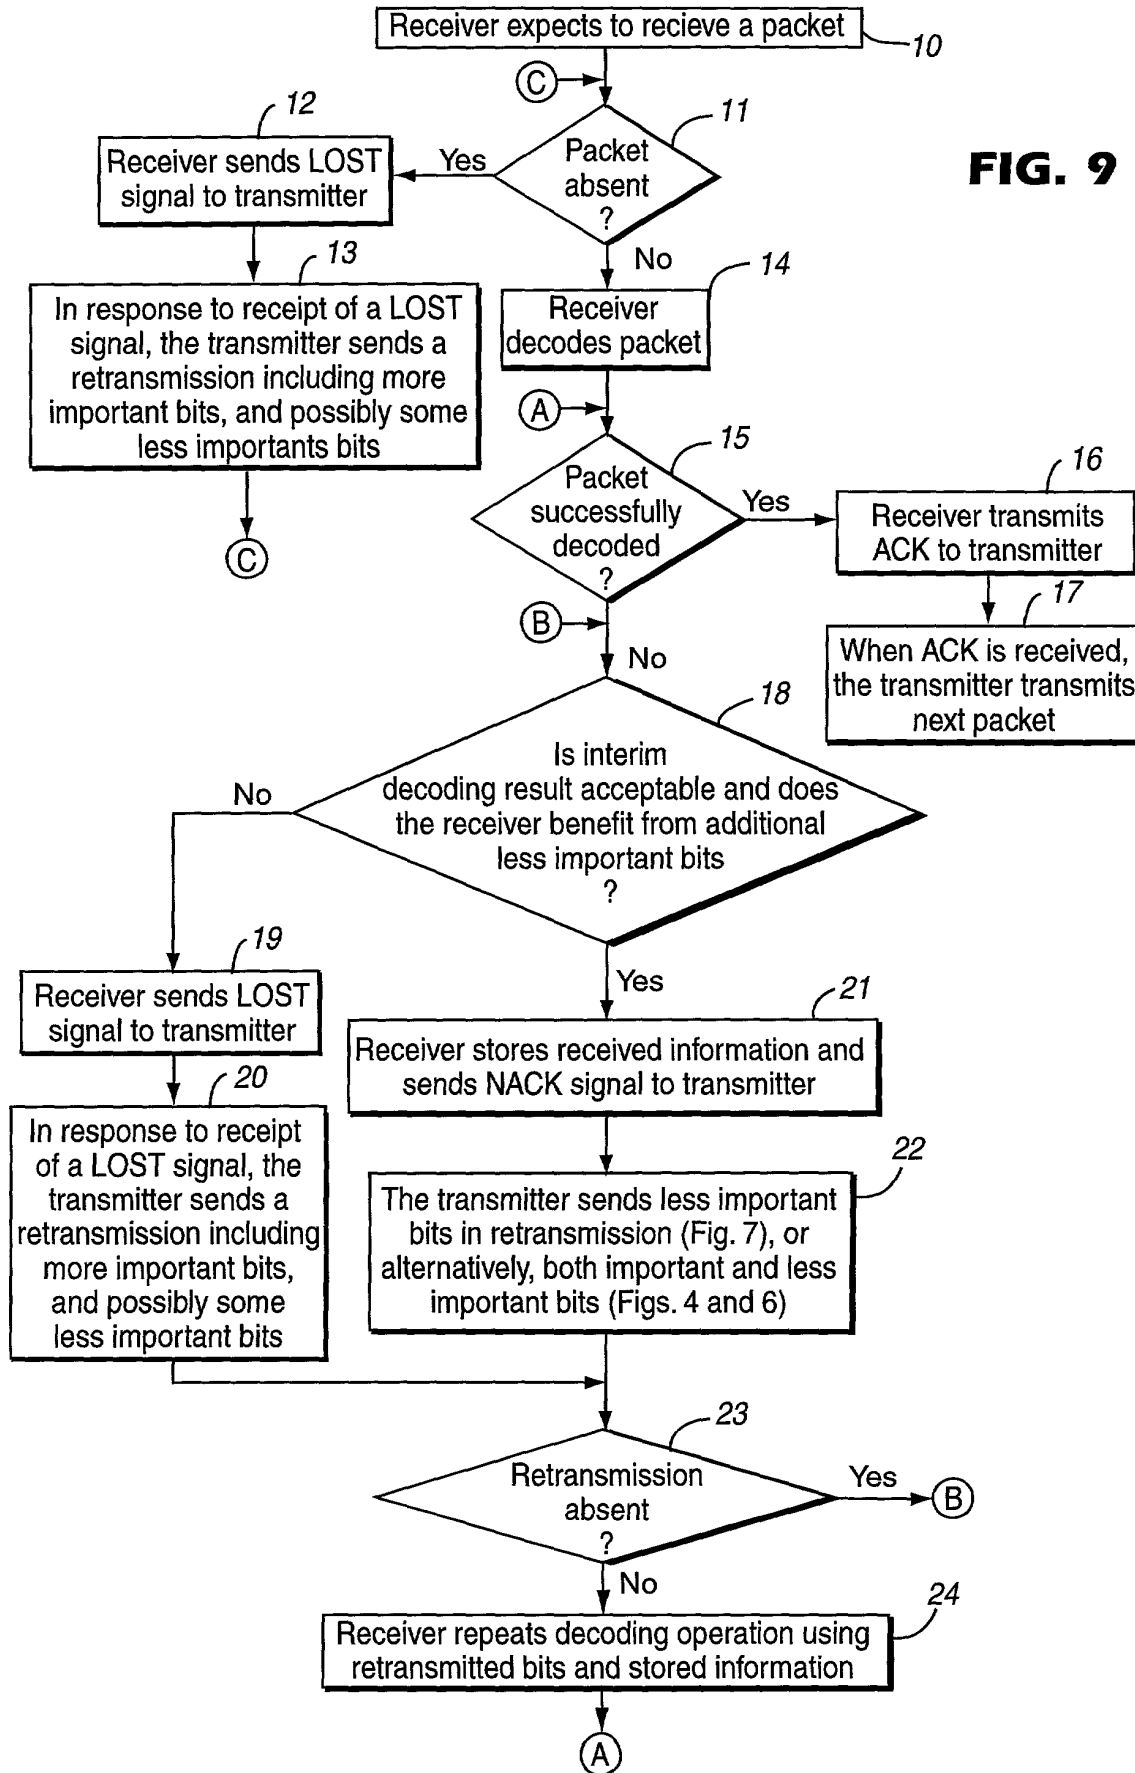 Receiver expects to recieve a packet
10
C
11
Packet
absent
?
Yes
No
12
Receiver sends LOST
signal to transmitter
FIG. 9
13
In response to receipt of a LOST
signal, the transmitter sends a
retransmission including more
important bits, and possibly some
less importants bits
C
14
Receiver
decodes packet
A
15
Packet
successfully
decoded
?
Yes
16
Receiver transmits
ACK to transmitter
17
When ACK is received,
the transmitter transmits
next packet
B
No
18
Is interim
decoding result acceptable and does
the receiver benefit from additional
less important bits
?
No
Yes
19
Receiver sends LOST
signal to transmitter
20
In response to receipt
of a LOST signal, the
transmitter sends a
retransmission including
more important bits,
and possibly some
less important bits
21
Receiver stores received information and
sends NACK signal to transmitter
22
The transmitter sends less important
bits in retransmission (Fig. 7), or
alternatively, both important and less
important bits (Figs. 4 and 6)
23
Retransmission
absent
?
Yes
B
No
24
Receiver repeats decoding operation using
retransmitted bits and stored information
A